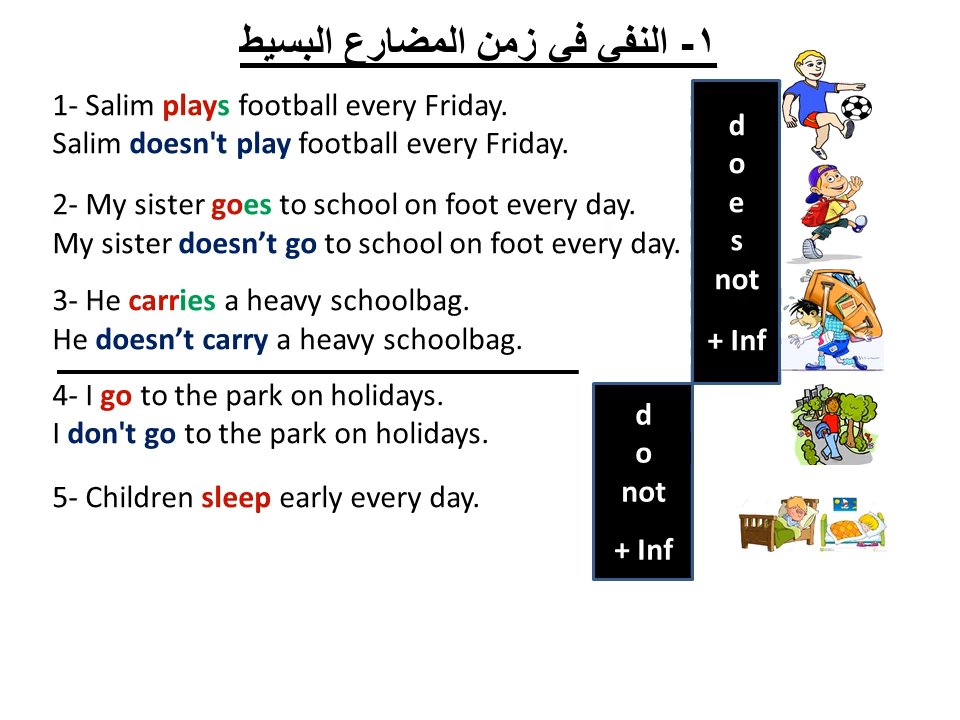 ١- النفي في زمن المضارع البسيط
1- Salim plays football every Friday.
Salim doesn't play football every Friday.
2- My sister goes to school on foot every day.
My sister doesn’t go to school on foot every day.
3- He carries a heavy schoolbag.
He doesn’t carry a heavy schoolbag.
d
o
e
s
not
+ Inf
4- I go to the park on holidays.
I don't go to the park on holidays.
5- Children sleep early every day.
d
o
not
+ Inf